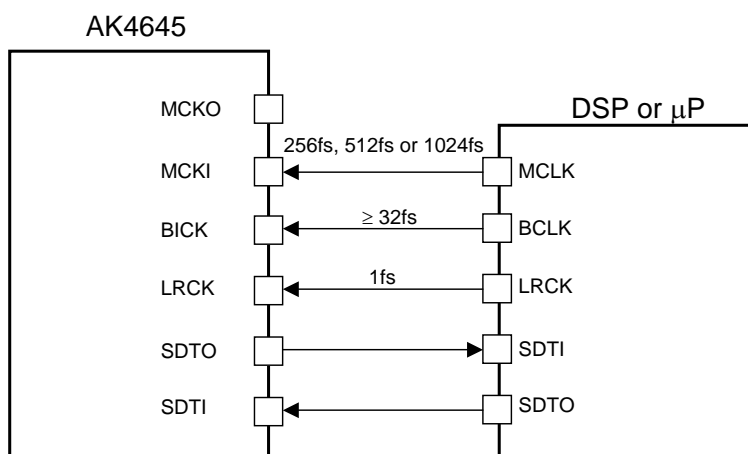 AK4645
DSP or μP
MCKO
256fs, 512fs or 1024fs
MCKI
MCLK
≥ 32fs
BICK
BCLK
1fs
LRCK
LRCK
SDTO
SDTI
SDTI
SDTO